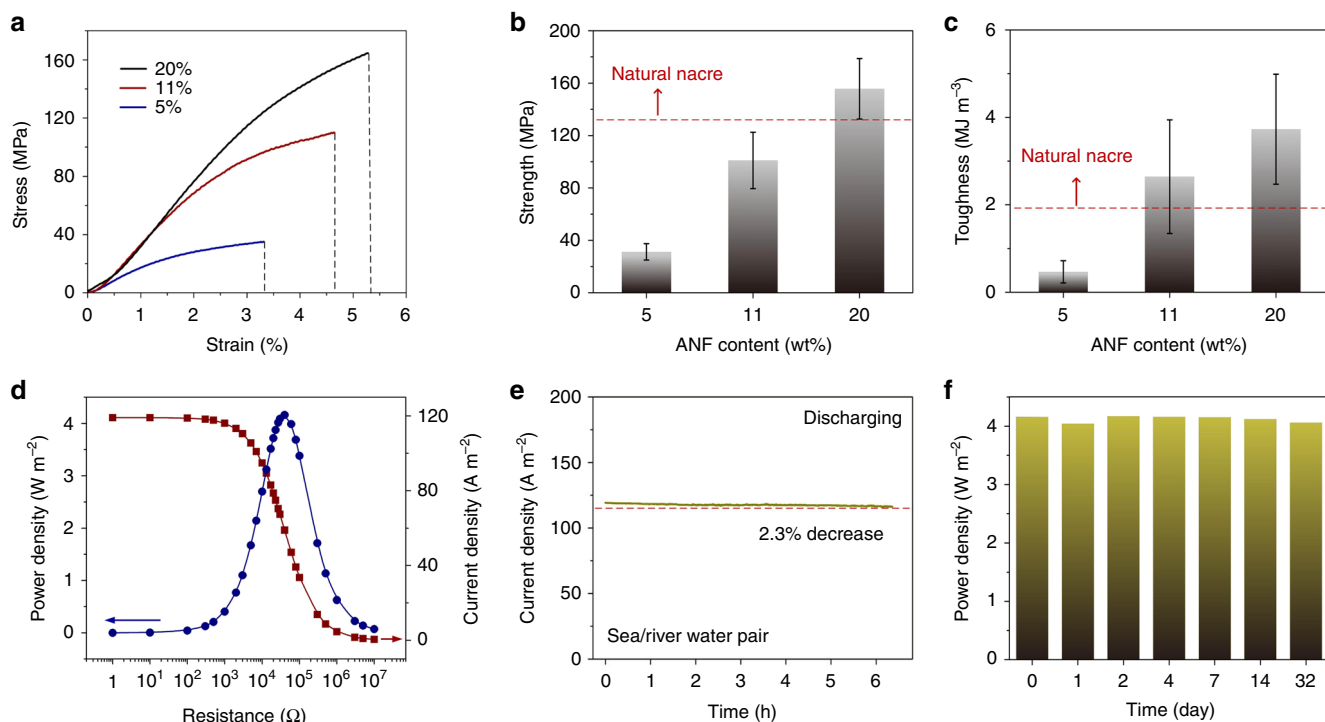 a
160
120
80
40
0
Stress (MPa)
20%
11%
5%
0 1 2 3 4 5 6
Strain (%)
b
200
160
120
80
40
0
Strength (MPa)
Natural nacre
5 11 20
ANF content (wt%)
c
6
4
2
0
Toughness (MJ m⁻³)
Natural nacre
5 11 20
ANF content (wt%)
d
4
3
2
1
0
Power density (W m⁻²)
120
80
40
0
Current density (A m⁻²)
1 10¹ 10² 10³ 10⁴ 10⁵ 10⁶ 10⁷
Resistance (Ω)
e
200
150
100
50
0
Current density (A m⁻²)
Discharging
2.3% decrease
Sea/river water pair
0 1 2 3 4 5 6
Time (h)
f
4
3
2
1
0
Power density (W m⁻²)
0 1 2 4 7 14 32
Time (day)